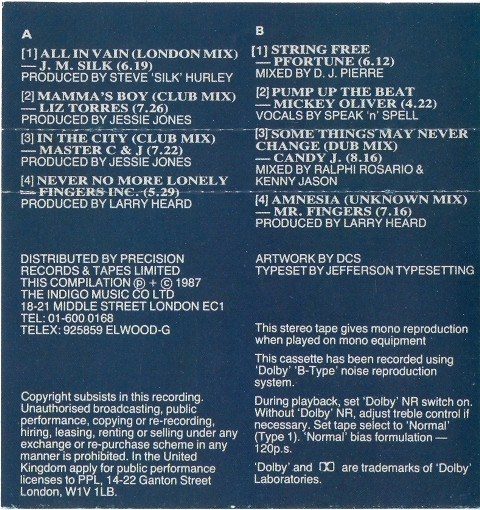 A
[1] ALL IN VAIN (LONDON MIX)
— J. M. SILK (6.19)
PRODUCED BY STEVE 'SILK' HURLEY
[2] MAMMA'S BOY (CLUB MIX)
— LIZ TORRES (7.26)
PRODUCED BY JESSIE JONES
[3] IN THE CITY (CLUB MIX)
— MASTER C & J (7.22)
PRODUCED BY JESSIE JONES
[4] NEVER NO MORE LONELY
— FINGERS INC. (5.29)
PRODUCED BY LARRY HEARD
DISTRIBUTED BY PRECISION
RECORDS & TAPES LIMITED
THIS COMPILATION ℗ + © 1987
THE INDIGO MUSIC CO LTD
18-21 MIDDLE STREET LONDON EC1
TEL: 01-600 0168
TELEX: 925859 ELWOOD-G
Copyright subsists in this recording.
Unauthorised broadcasting, public
performance, copying or re-recording,
hiring, leasing, renting or selling under any
exchange or re-purchase scheme in any
manner is prohibited. In the United
Kingdom apply for public performance
licenses to PPL, 14-22 Ganton Street
London, W1V 1LB.
B
[1] STRING FREE
— PFORTUNE (6.12)
MIXED BY D. J. PIERRE
[2] PUMP UP THE BEAT
— MICKEY OLIVER (4.22)
VOCALS BY SPEAK 'n' SPELL
[3] SOME THINGS MAY NEVER
CHANGE (DUB MIX)
— CANDY J. (8.16)
MIXED BY RALPHI ROSARIO &
KENNY JASON
[4] AMNESIA (UNKNOWN MIX)
— MR. FINGERS (7.16)
PRODUCED BY LARRY HEARD
ARTWORK BY DCS
TYPESET BY JEFFERSON TYPESETTING
This stereo tape gives mono reproduction
when played on mono equipment
This cassette has been recorded using
'Dolby' 'B-Type' noise reproduction
system.
During playback, set 'Dolby' NR switch on.
Without 'Dolby' NR, adjust treble control if
necessary. Set tape select to 'Normal'
(Type 1). 'Normal' bias formulation —
120p.s.
'Dolby' and are trademarks of 'Dolby'
Laboratories.